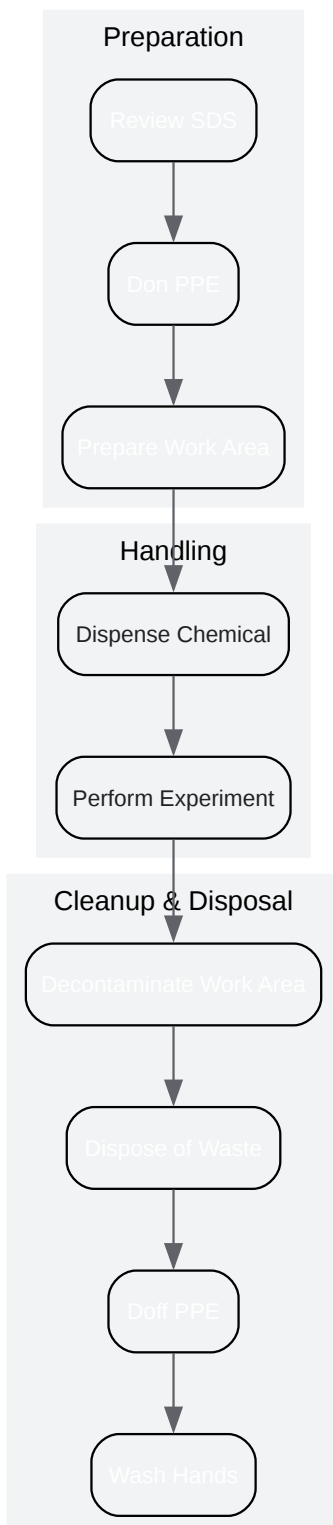 Preparation
Review SDS
Don PPE
Prepare Work Area
Handling
Dispense Chemical
Perform Experiment
Cleanup & Disposal
Decontaminate Work Area
Dispose of Waste
Doff PPE
Wash Hands